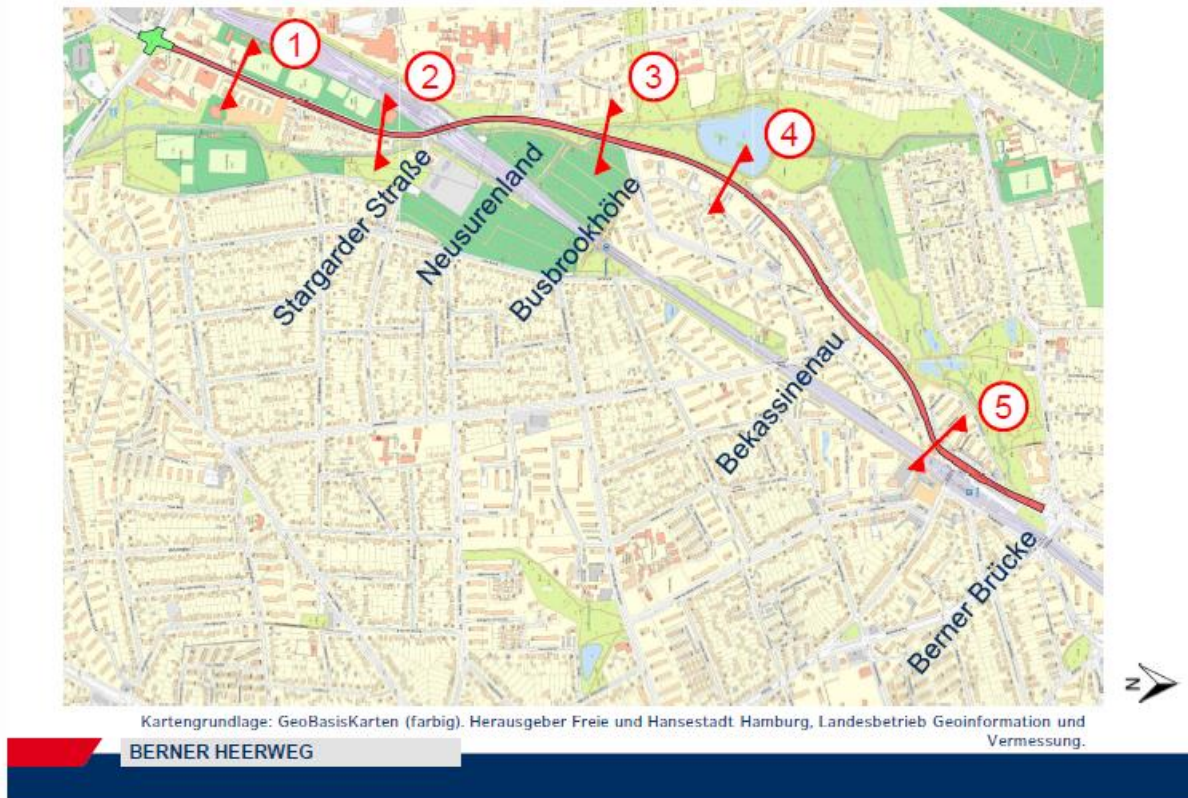 1
2
3
4
5
Stargarder Straße
Neusurenland
Busbrookhöhe
Bekassinenau
Berner Brücke
N
Kartengrundlage: GeoBasisKarten (farbig). Herausgeber Freie und Hansestadt Hamburg, Landesbetrieb Geoinformation und
Vermessung.
BERNER HEERWEG